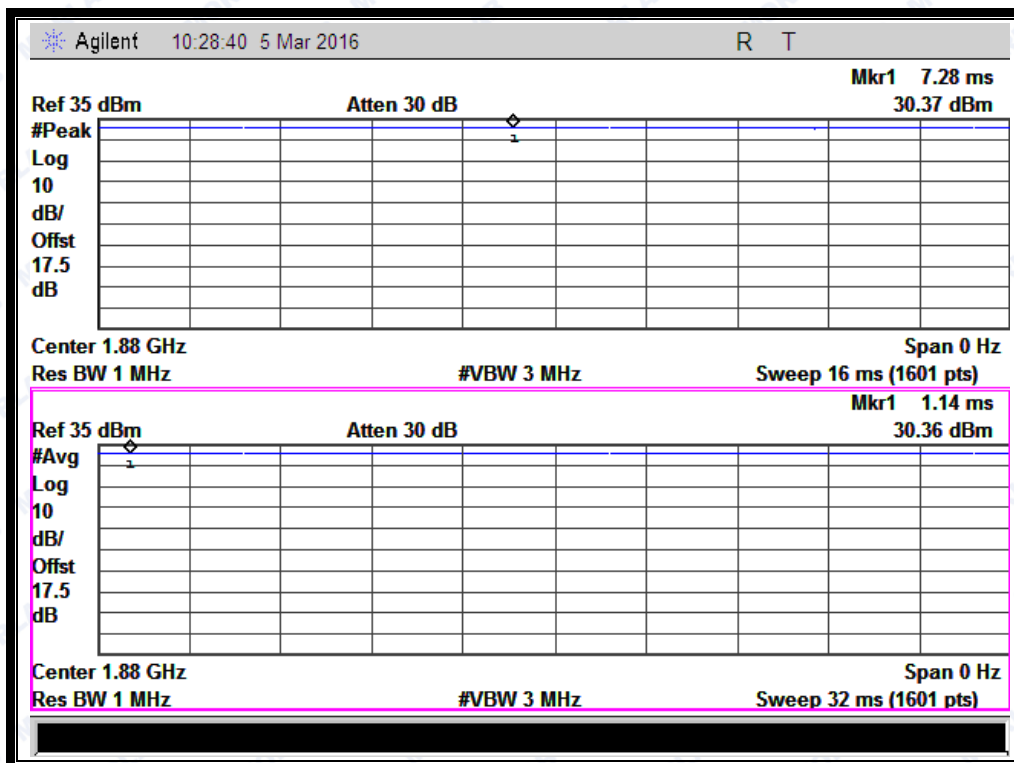 Agilent 10:28:40 5 Mar 2016 R T
Mkr1 7.28 ms
Ref 35 dBm Atten 30 dB 30.37 dBm
#Peak
1
Log
10
dB/
Offst
17.5
dB
Center 1.88 GHz Span 0 Hz
Res BW 1 MHz #VBW 3 MHz Sweep 16 ms (1601 pts)
Mkr1 1.14 ms
Ref 35 dBm Atten 30 dB 30.36 dBm
#Avg
1
Log
10
dB/
Offst
17.5
dB
Center 1.88 GHz Span 0 Hz
Res BW 1 MHz #VBW 3 MHz Sweep 32 ms (1601 pts)